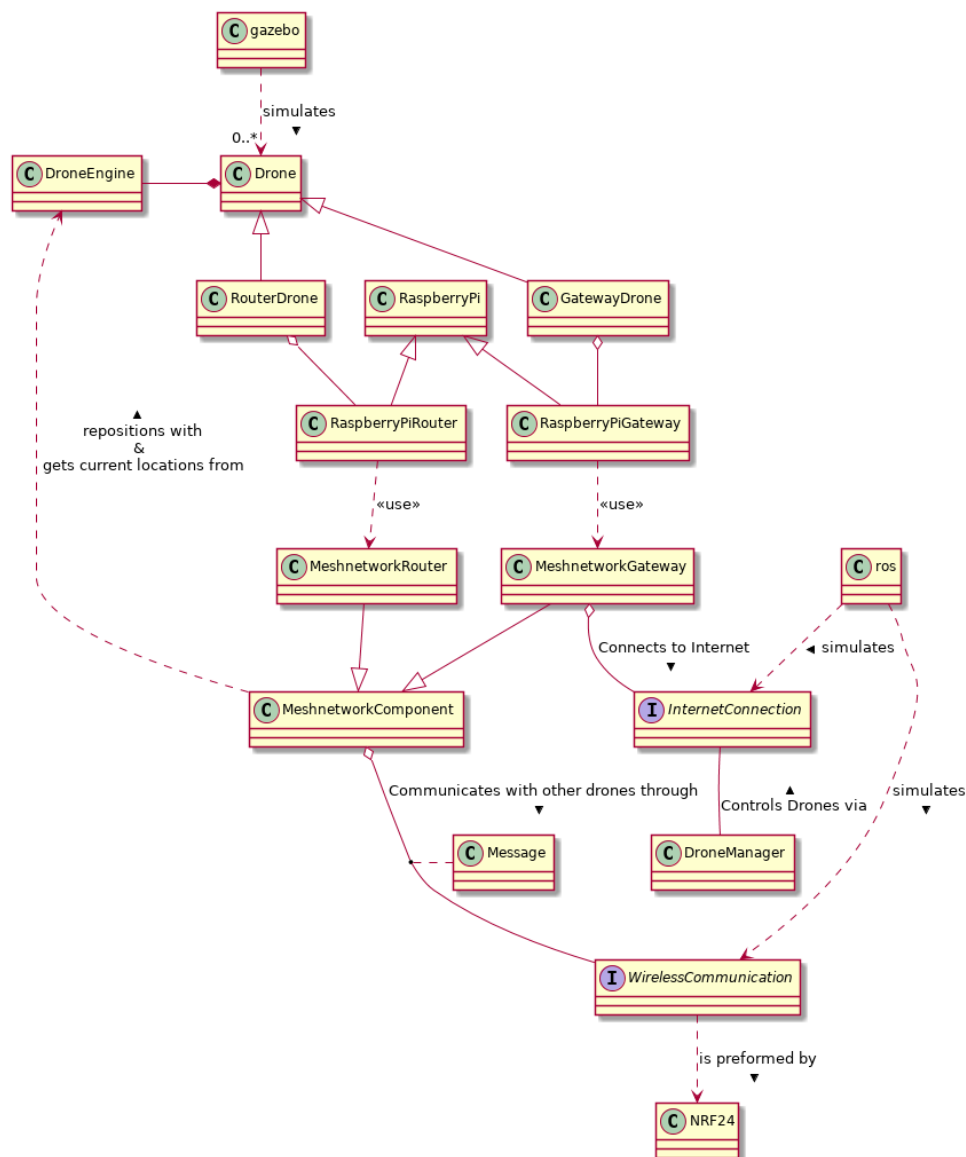 C gazebo
simulates
▼
0..*
C DroneEngine
C Drone
C RouterDrone
C RaspberryPi
C GatewayDrone
▲
repositions with
&
gets current locations from
C RaspberryPiRouter
C RaspberryPiGateway
«use»
«use»
C MeshnetworkRouter
C MeshnetworkGateway
C ros
Connects to Internet
▼
◄ simulates
C MeshnetworkComponent
I InternetConnection
Communicates with other drones through
▼
▲
Controls Drones via
simulates
▼
C Message
C DroneManager
I WirelessCommunication
is preformed by
▼
C NRF24